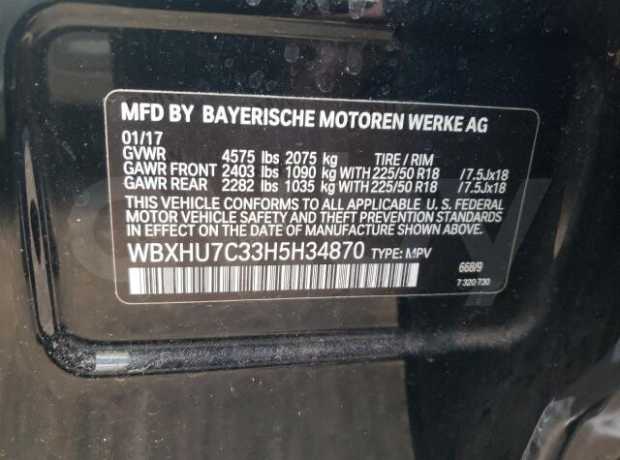 MFD BY BAYERISCHE MOTOREN WERKE AG
01/17
GVWR 4575 lbs 2075 kg TIRE / RIM
GAWR FRONT 2403 lbs 1090 kg WITH 225/50 R18 /7.5Jx18
GAWR REAR 2282 lbs 1035 kg WITH 225/50 R18 /7.5Jx18
THIS VEHICLE CONFORMS TO ALL APPLICABLE U. S. FEDERAL
MOTOR VEHICLE SAFETY AND THEFT PREVENTION STANDARDS
IN EFFECT ON THE DATE OF MANUFACTURE SHOWN ABOVE.
WBXHU7C33H5H34870 TYPE: MPV
668/9
7 320 730